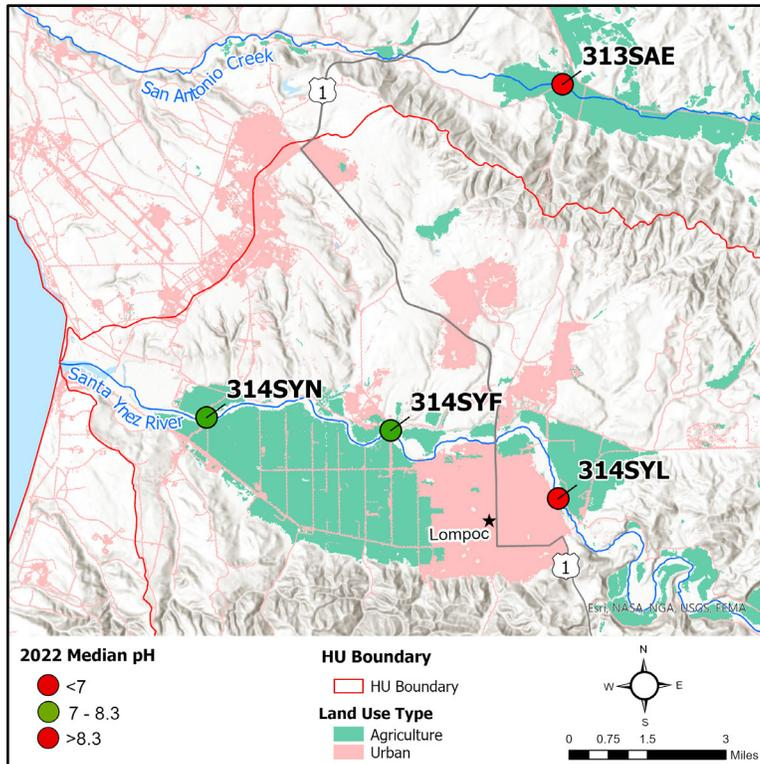 313SAE
San Antonio Creek
1
314SYN
314SYF
Santa Ynez River
314SYL
Lompoc
1
Esri, NASA, NGA, USGS, FEMA
2022 Median pH
<7
7 - 8.3
>8.3
HU Boundary
HU Boundary
Land Use Type
Agriculture
Urban
N
W E
S
0 0.75 1.5 3
Miles